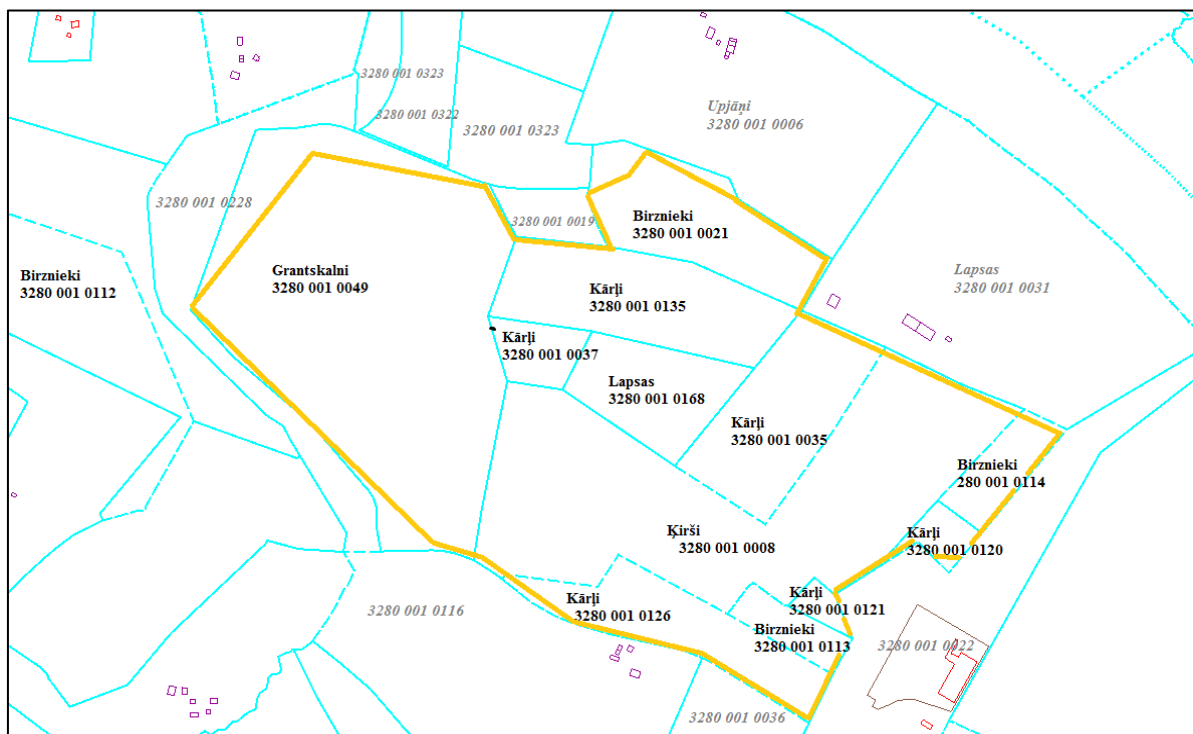 3280 001 0323
3280 001 0322
3280 001 0323
Upjāņi
3280 001 0006
3280 001 0228
3280 001 0019
Birznieki
3280 001 0021
Birznieki
3280 001 0112
Grantskalni
3280 001 0049
Kārļi
3280 001 0135
Lapsas
3280 001 0031
Kārļi
3280 001 0037
Lapsas
3280 001 0168
Kārļi
3280 001 0035
Birznieki
280 001 0114
Ķirši
3280 001 0008
Kārļi
3280 001 0120
3280 001 0116
Kārļi
3280 001 0126
Kārļi
3280 001 0121
Birznieki
3280 001 0113
3280 001 0022
3280 001 0036